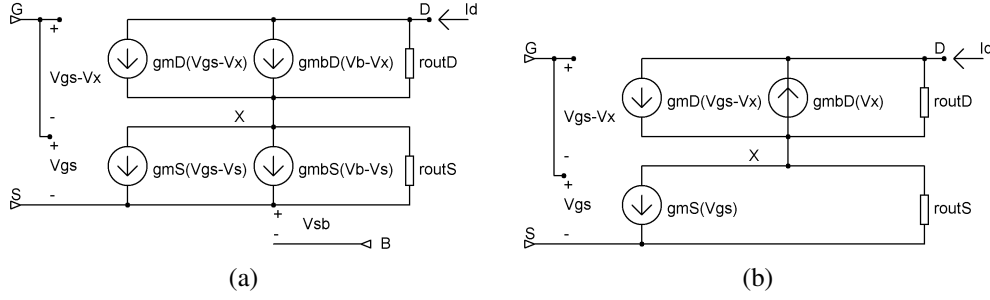 G
D
Id
+
-
Vgs-Vx
gmD(Vgs-Vx)
gmbD(Vb-Vx)
routD
-
X
+
Vgs
gmS(Vgs-Vs)
gmbS(Vb-Vs)
routS
S
-
+
Vsb
-
B
(a)
G
D
Id
+
Vgs-Vx
gmD(Vgs-Vx)
gmbD(Vx)
routD
-
X
+
Vgs
gmS(Vgs)
routS
S
-
(b)